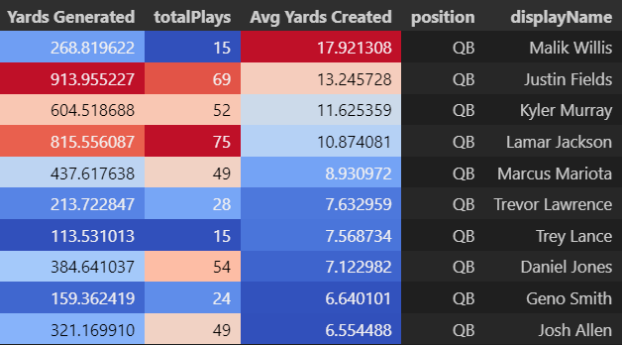 Yards Generated totalPlays Avg Yards Created position displayName
268.819622 15 17.921308 QB Malik Willis
913.955227 69 13.245728 QB Justin Fields
604.518688 52 11.625359 QB Kyler Murray
815.556087 75 10.874081 QB Lamar Jackson
437.617638 49 8.930972 QB Marcus Mariota
213.722847 28 7.632959 QB Trevor Lawrence
113.531013 15 7.568734 QB Trey Lance
384.641037 54 7.122982 QB Daniel Jones
159.362419 24 6.640101 QB Geno Smith
321.169910 49 6.554488 QB Josh Allen